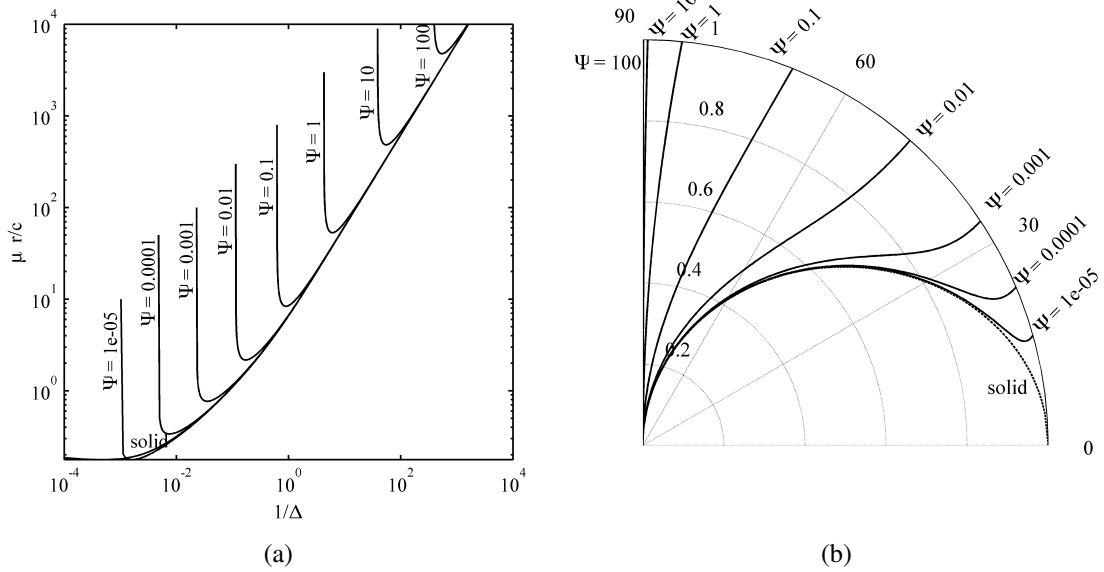 10^4
10^3
10^2
10^1
10^0
μ r/c
10^-4
10^-2
10^0
10^2
10^4
1/Δ
Ψ = 1e-05
Ψ = 0.0001
Ψ = 0.001
Ψ = 0.01
Ψ = 0.1
Ψ = 1
Ψ = 10
Ψ = 100
solid
(a)
90
Ψ = 100
Ψ = 10
Ψ = 1
1
Ψ = 0.1
60
Ψ = 0.01
0.8
Ψ = 0.001
0.6
30
Ψ = 0.0001
0.4
Ψ = 1e-05
0.2
solid
0
(b)